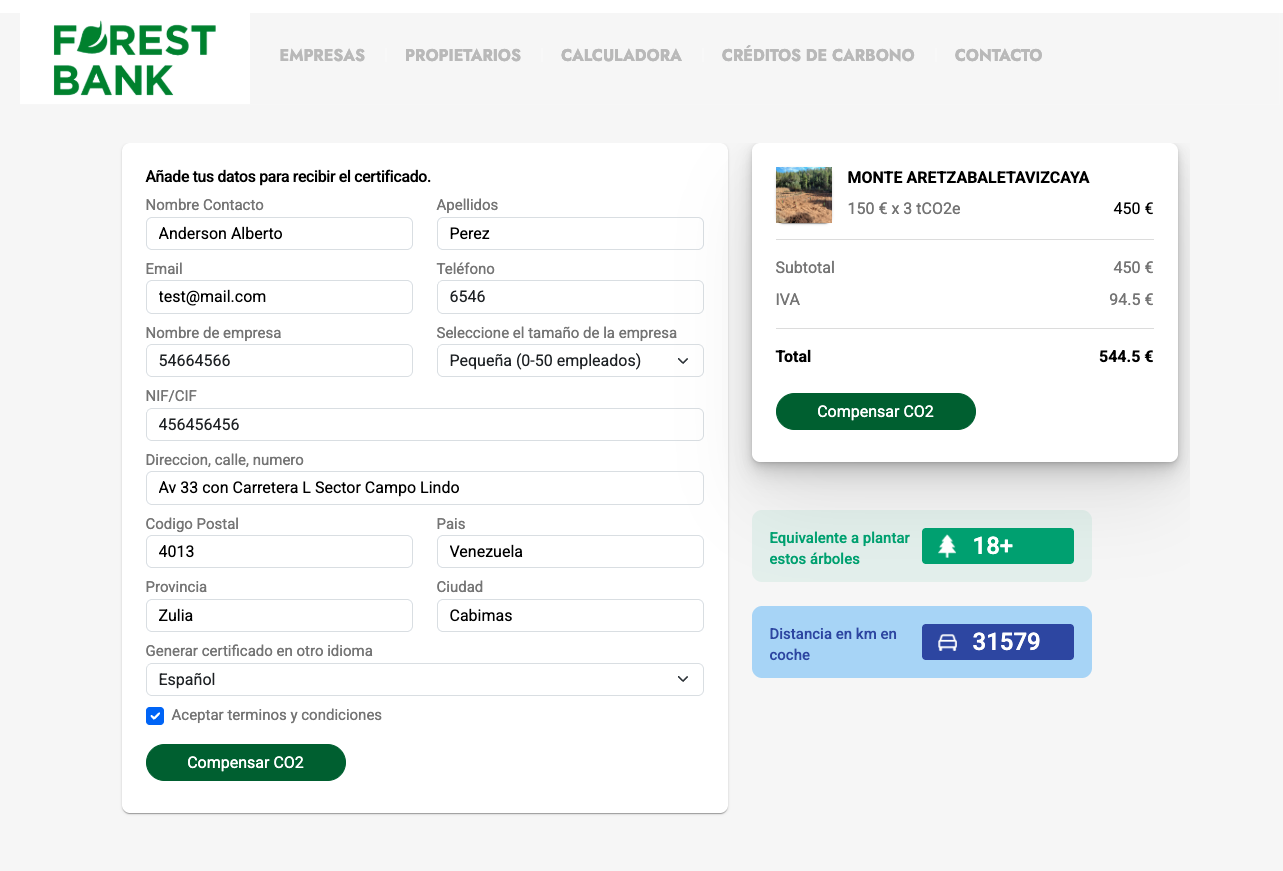 FOREST
BANK
EMPRESAS
PROPIETARIOS
CALCULADORA
CRÉDITOS DE CARBONO
CONTACTO
Añade tus datos para recibir el certificado.
Nombre Contacto
Apellidos
Anderson Alberto
Perez
Email
Teléfono
test@mail.com
6546
Nombre de empresa
Seleccione el tamaño de la empresa
54664566
Pequeña (0-50 empleados)
NIF/CIF
456456456
Direccion, calle, numero
Av 33 con Carretera L Sector Campo Lindo
Codigo Postal
Pais
4013
Venezuela
Provincia
Ciudad
Zulia
Cabimas
Generar certificado en otro idioma
Español
Aceptar terminos y condiciones
Compensar CO2
MONTE ARETZABALETAVIZCAYA
150 € x 3 tCO2e
450 €
Subtotal
450 €
IVA
94.5 €
Total
544.5 €
Compensar CO2
Equivalente a plantar
estos árboles
18+
Distancia en km en
coche
31579